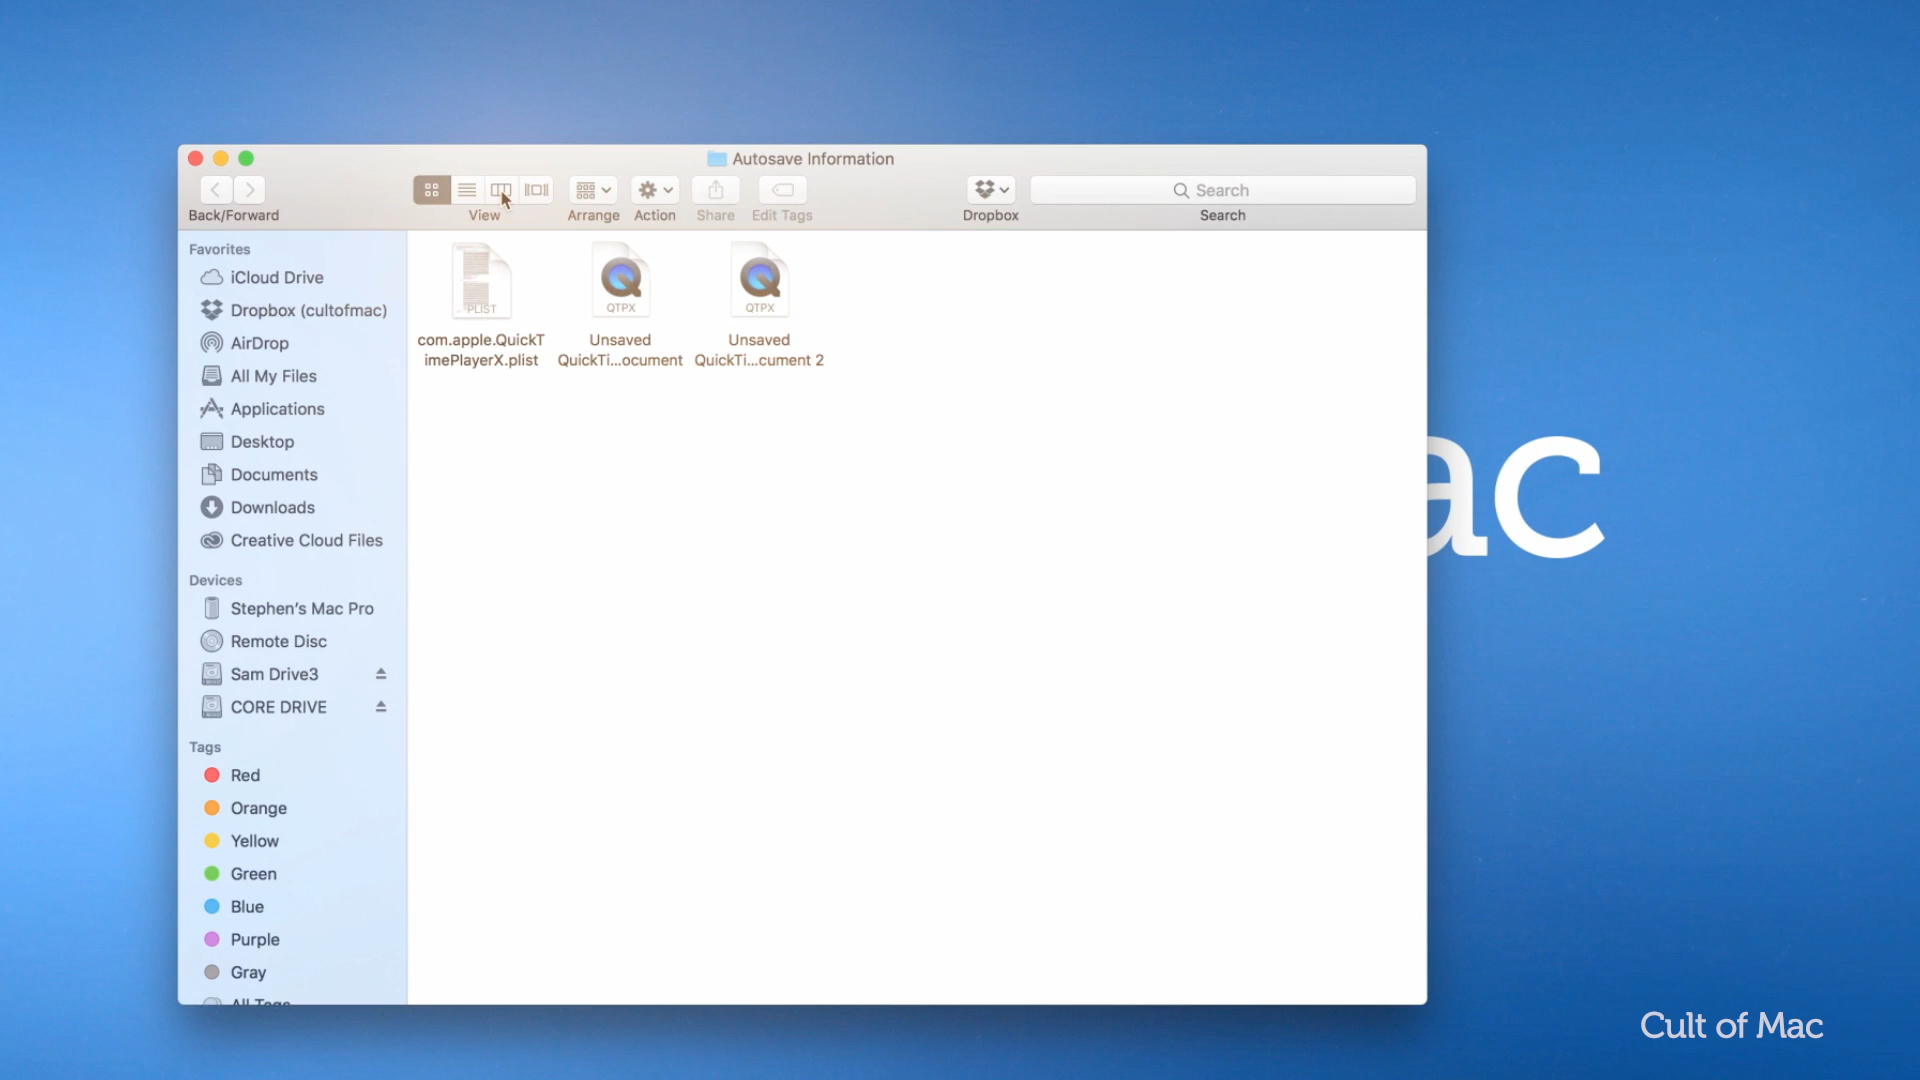 Autosave Information
Search
Back/Forward
View
Arrange
Action
Share
Edit Tags
Dropbox
Search
Favorites
iCloud Drive
Dropbox (cultofmac)
AirDrop
All My Files
Applications
Desktop
Documents
Downloads
Creative Cloud Files
Devices
Stephen's Mac Pro
Remote Disc
Sam Drive3
CORE DRIVE
Tags
Red
Orange
Yellow
Green
Blue
Purple
Gray
All Tags
PLIST
com.apple.QuickT
imePlayerX.plist
QTPX
Unsaved
QuickTi...ocument
QTPX
Unsaved
QuickTi...cument 2
ac
Cult of Mac